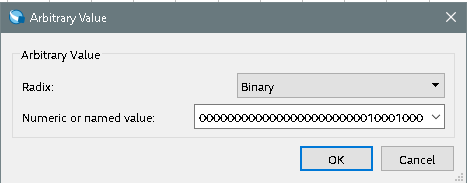 Arbitrary Value
Arbitrary Value
Radix: Binary
Numeric or named value: 00000000000000000000000010001000
OK Cancel